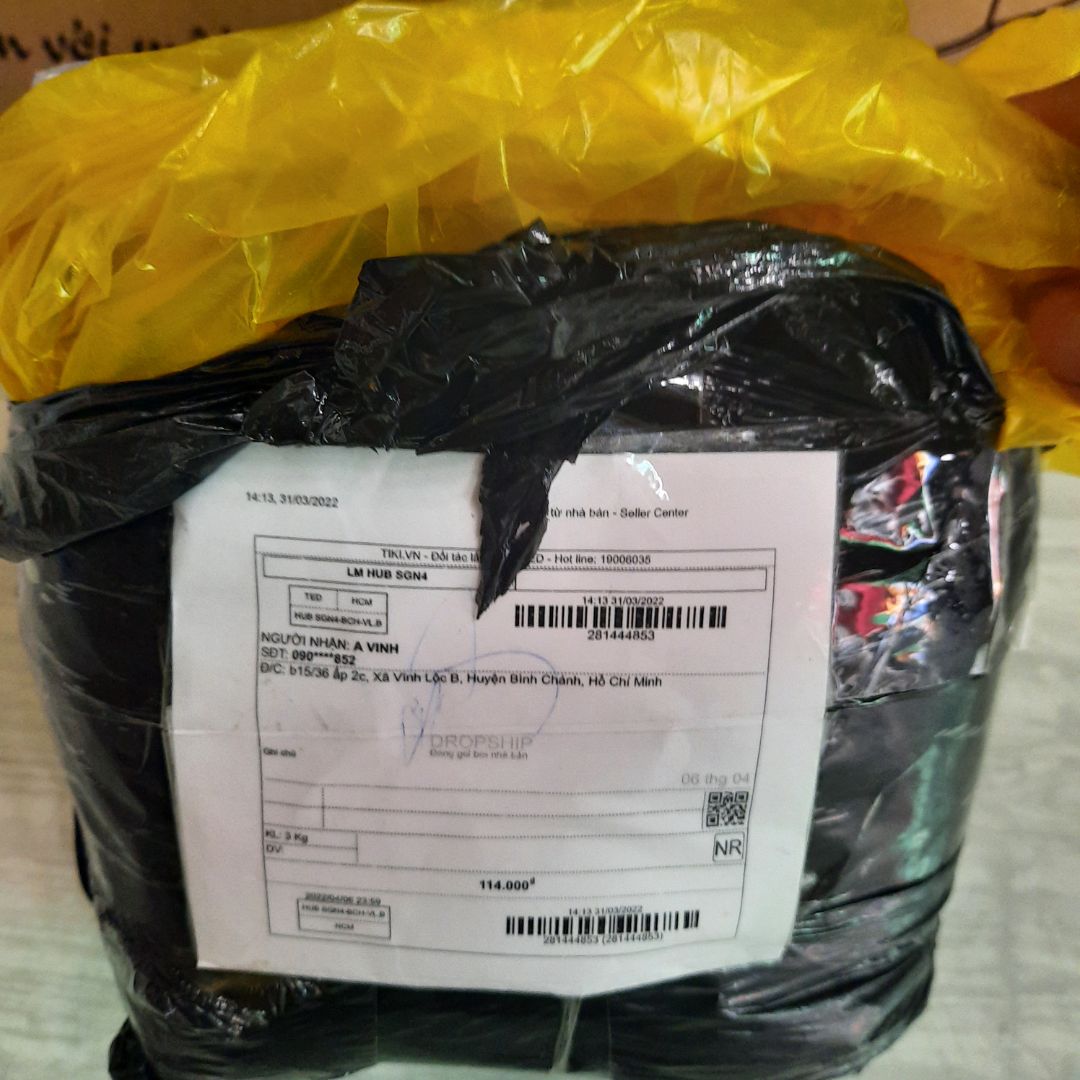 với
14:13, 31/03/2022
từ nhà bán - Seller Center
TIKI.VN - Đối tác ED - Hot line: 19006035
LM HUB SGN4
TED HCM
HUB SGN4-BCH-VL.B
14:13 31/03/2022
281444853
NGƯỜI NHẬN: A VINH
SĐT: 090****852
Đ/C: b15/36 ấp 2c, Xã Vĩnh Lộc B, Huyện Bình Chánh, Hồ Chí Minh
DROPSHIP
Đóng gói bởi nhà bán
Ghi chú
06 thg 04
KL: 3 Kg
DV:
NR
114.000đ
2022/04/06 23:59
HUB SGN4-BCH-VL.B
HCM
14:13 31/03/2022
281444853 (281444853)